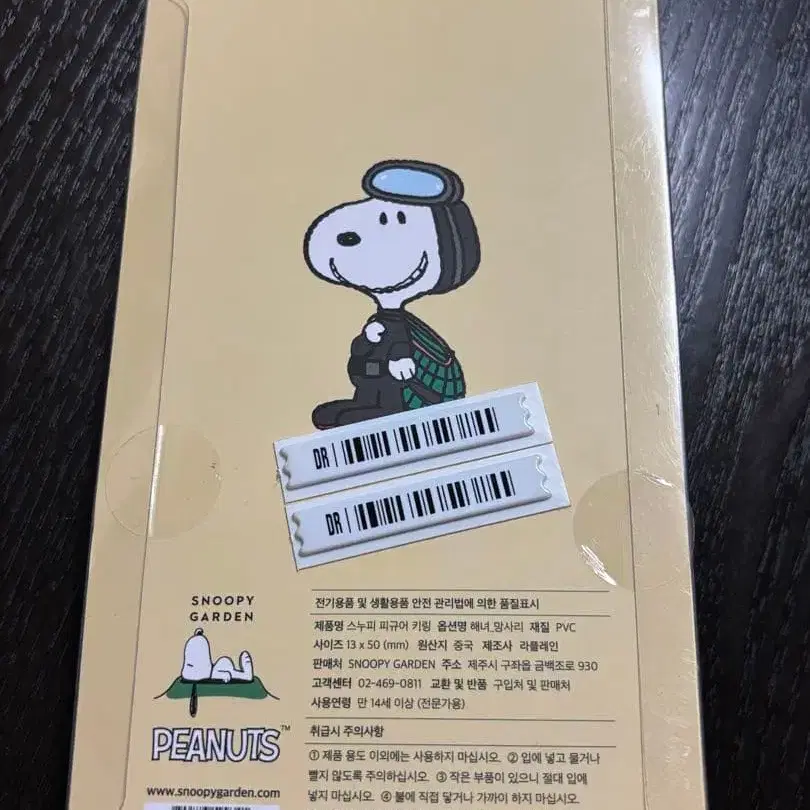 DR
DR
SNOOPY
GARDEN
PEANUTS™
www.snoopygarden.com
전기용품 및 생활용품 안전 관리법에 의한 품질표시
제품명 스누피 피규어 키링 옵션명 해녀_망사리 재질 PVC
사이즈 13 x 50 (mm) 원산지 중국 제조사 라플레인
판매처 SNOOPY GARDEN 주소 제주시 구좌읍 금백조로 930
고객센터 02-469-0811 교환 및 반품 구입처 및 판매처
사용연령 만 14세 이상 (전문가용)
취급시 주의사항
① 제품 용도 이외에는 사용하지 마십시오. ② 입에 넣고 물거나
빨지 않도록 주의하십시오. ③ 작은 부품이 있으니 절대 입에
넣지 마십시오. ④ 불에 직접 닿거나 가까이 하지 마십시오.